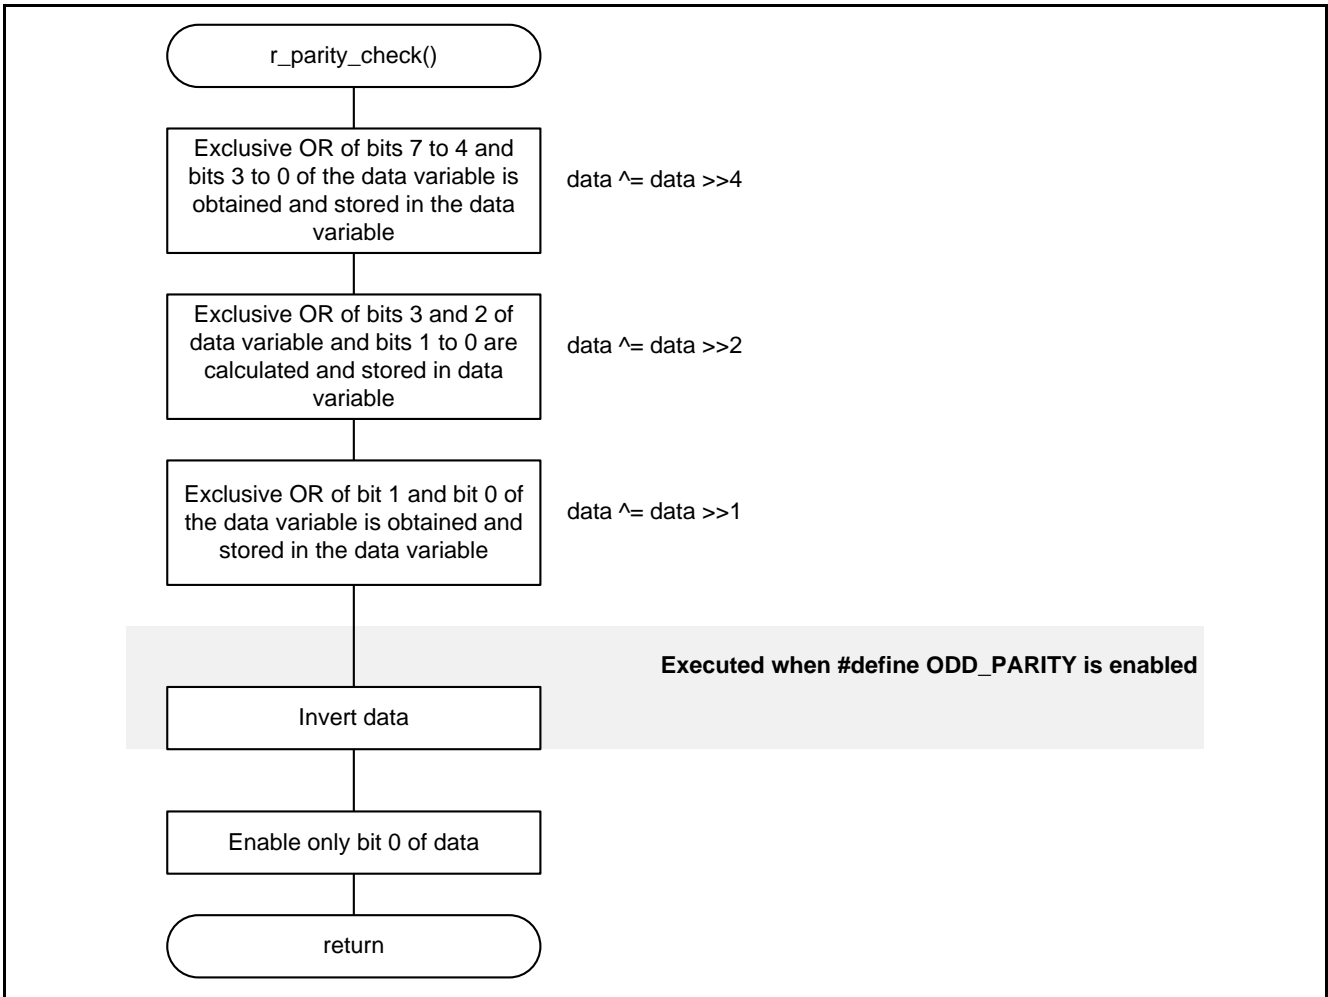 r_parity_check()
Exclusive OR of bits 7 to 4 and
bits 3 to 0 of the data variable is
obtained and stored in the data
variable
data ^= data >>4
Exclusive OR of bits 3 and 2 of
data variable and bits 1 to 0 are
calculated and stored in data
variable
data ^= data >>2
Exclusive OR of bit 1 and bit 0 of
the data variable is obtained and
stored in the data variable
data ^= data >>1
Executed when #define ODD_PARITY is enabled
Invert data
Enable only bit 0 of data
return